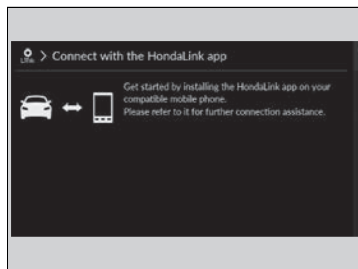 Link > Connect with the HondaLink app
Get started by installing the HondaLink app on your
compatible mobile phone.
Please refer to it for further connection assistance.